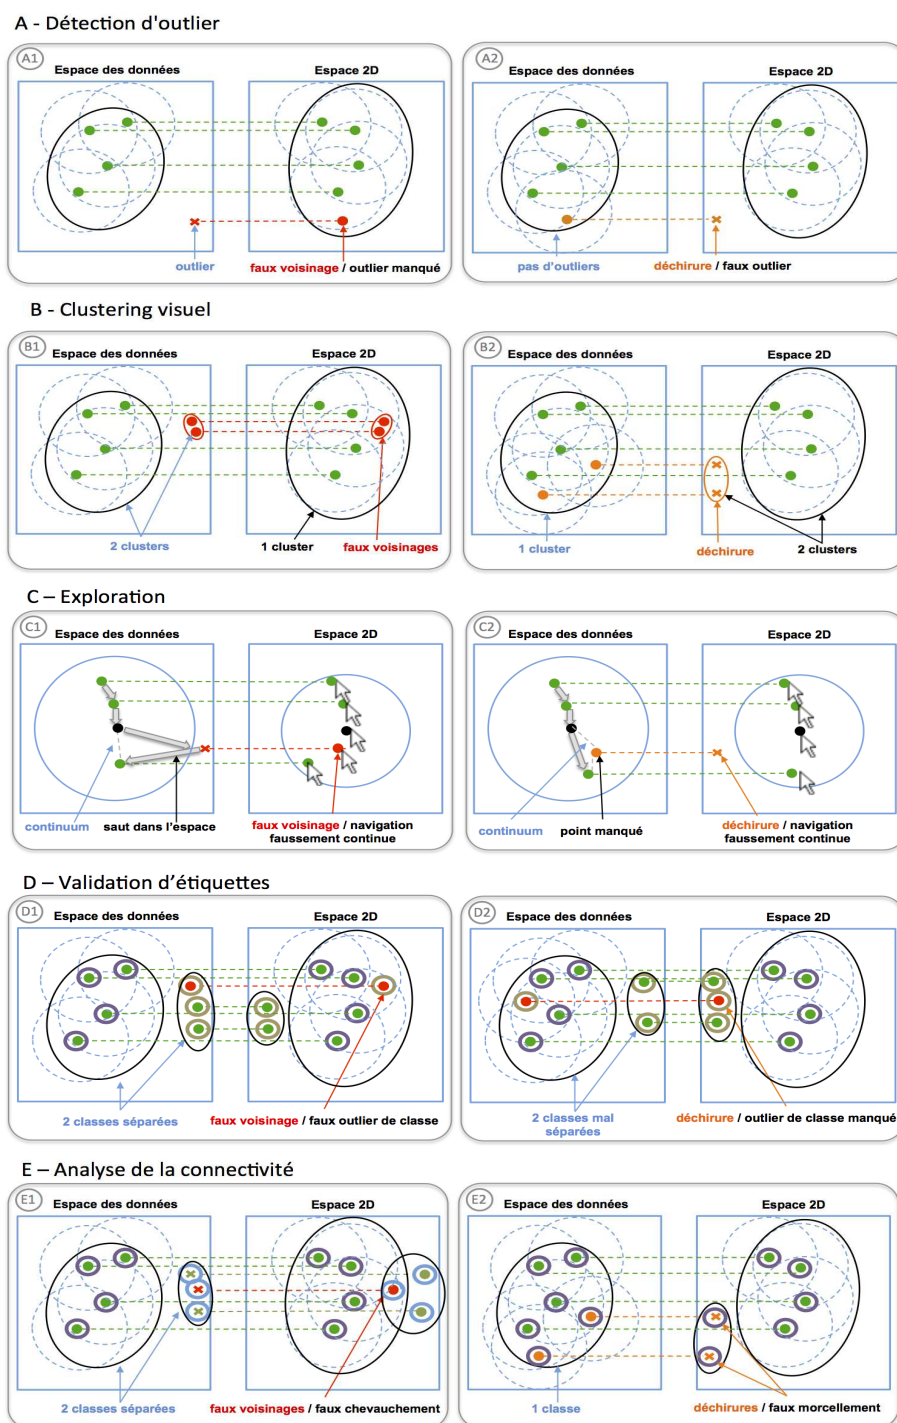 A - Détection d'outlier
A1
Espace des données
Espace 2D
outlier
faux voisinage / outlier manqué
A2
Espace des données
Espace 2D
pas d'outliers
déchirure / faux outlier
B - Clustering visuel
B1
Espace des données
Espace 2D
2 clusters
1 cluster
faux voisinages
B2
Espace des données
Espace 2D
1 cluster
déchirure
2 clusters
C – Exploration
C1
Espace des données
Espace 2D
continuum
saut dans l'espace
faux voisinage / navigation
faussement continue
C2
Espace des données
Espace 2D
continuum
point manqué
déchirure / navigation
faussement continue
D – Validation d'étiquettes
D1
Espace des données
Espace 2D
2 classes séparées
faux voisinage / faux outlier de classe
D2
Espace des données
Espace 2D
2 classes mal
séparées
déchirure / outlier de classe manqué
E – Analyse de la connectivité
E1
Espace des données
Espace 2D
2 classes séparées
faux voisinages / faux chevauchement
E2
Espace des données
Espace 2D
1 classe
déchirures / faux morcellement